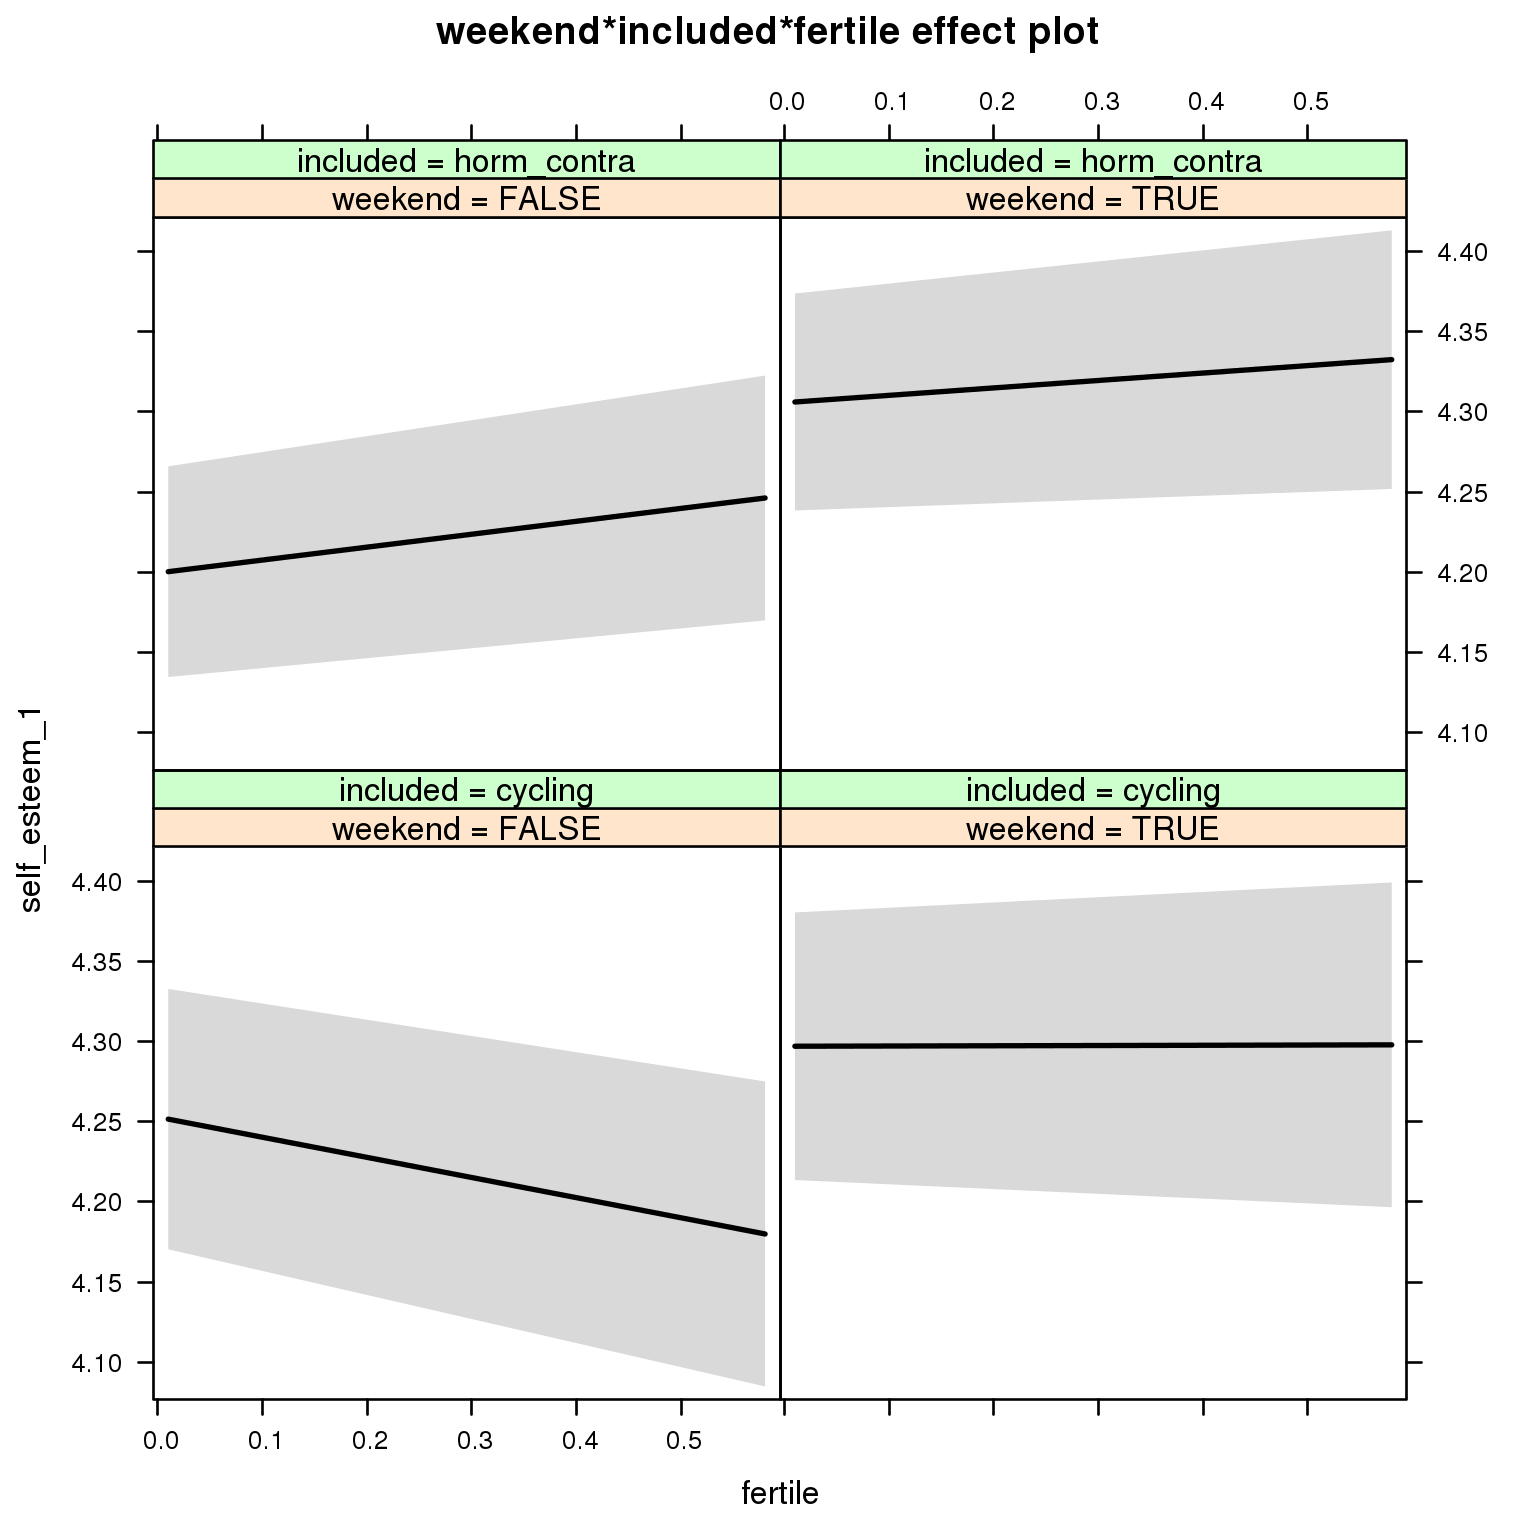 weekend*included*fertile effect plot
0.0 0.1 0.2 0.3 0.4 0.5
included = horm_contra included = horm_contra
weekend = FALSE weekend = TRUE
4.40
4.35
4.30
4.25
4.20
4.15
4.10
self_esteem_1
included = cycling included = cycling
weekend = FALSE weekend = TRUE
4.40
4.35
4.30
4.25
4.20
4.15
4.10
0.0 0.1 0.2 0.3 0.4 0.5
fertile